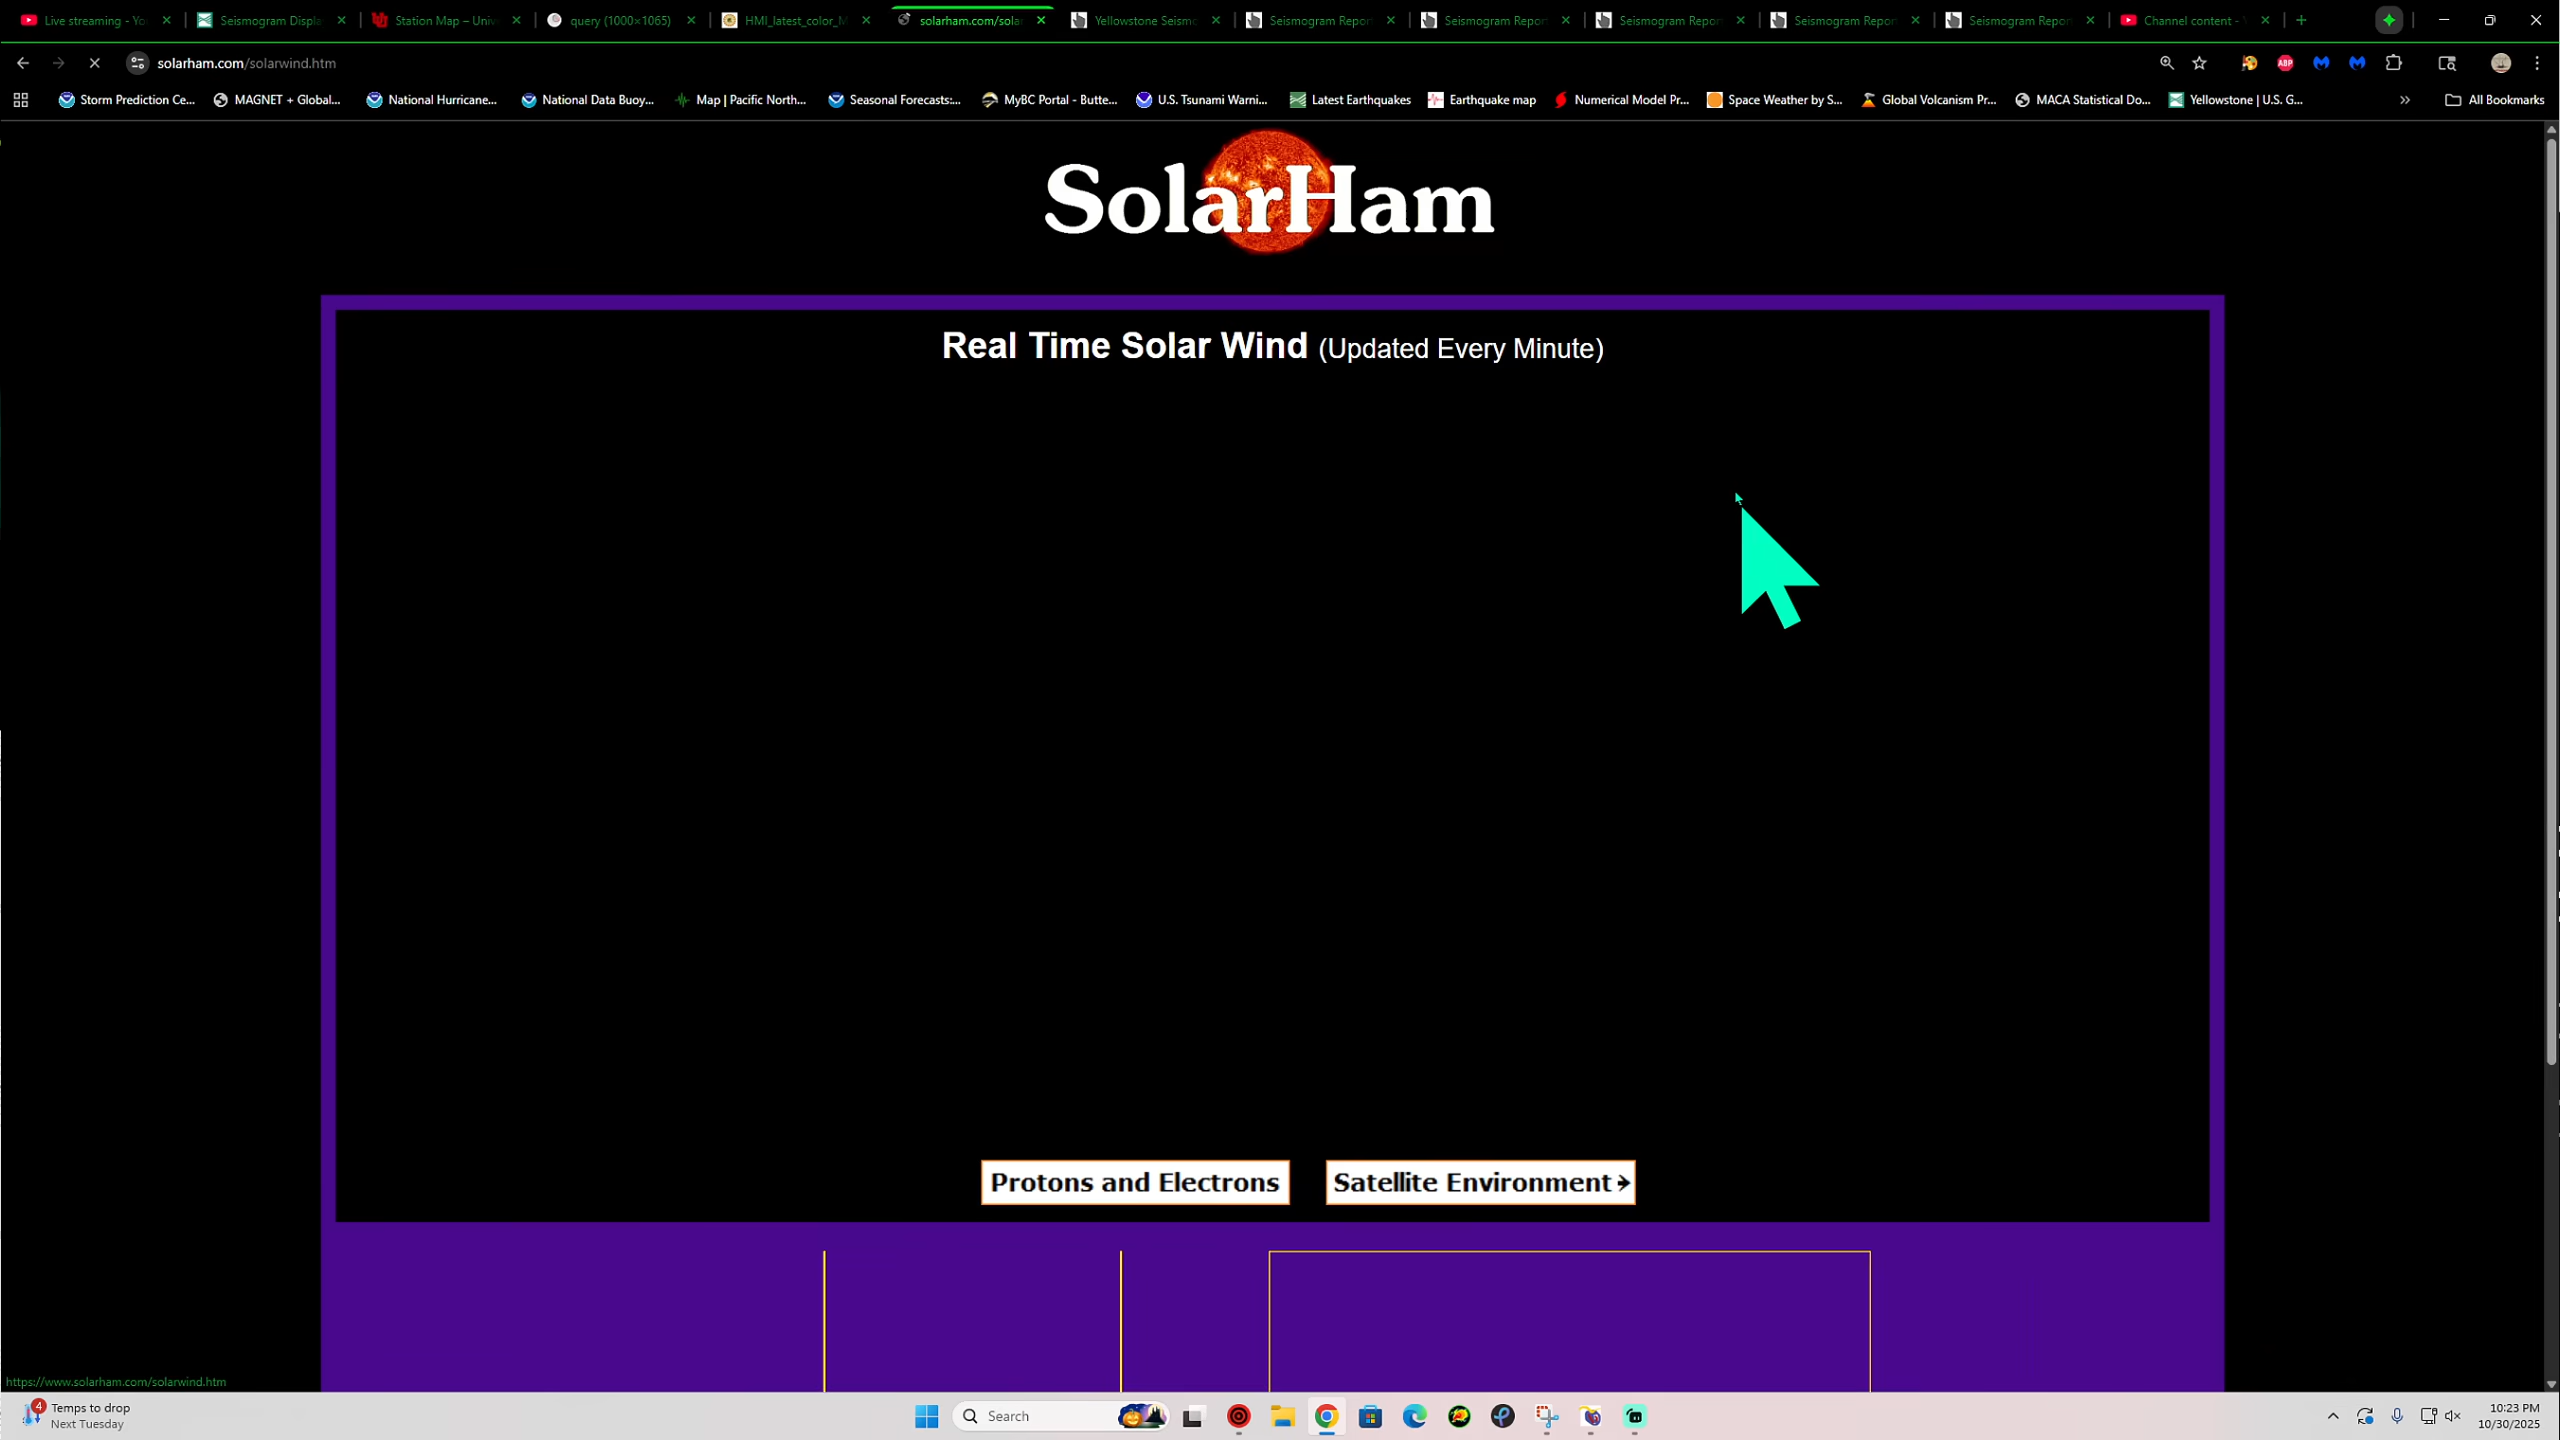 Live streaming - Yo
Seismogram Displa
Station Map – Univ
query (1000×1065)
HMI_latest_color_M
solarham.com/sola
Yellowstone Seismo
Seismogram Repor
Seismogram Repor
Seismogram Repor
Seismogram Repor
Seismogram Repor
Channel content - Y
solarham.com/solarwind.htm
ABP
Storm Prediction Ce...
MAGNET + Global...
National Hurricane...
National Data Buoy...
Map | Pacific North...
Seasonal Forecasts:...
MyBC Portal - Butte...
U.S. Tsunami Warni...
Latest Earthquakes
Earthquake map
Numerical Model Pr...
Space Weather by S...
Global Volcanism Pr...
MACA Statistical Do...
Yellowstone | U.S. G...
All Bookmarks
SolarHam
Real Time Solar Wind (Updated Every Minute)
Protons and Electrons
Satellite Environment
https://www.solarham.com/solarwind.htm
4
Temps to drop
Next Tuesday
Search
10:23 PM
10/30/2025